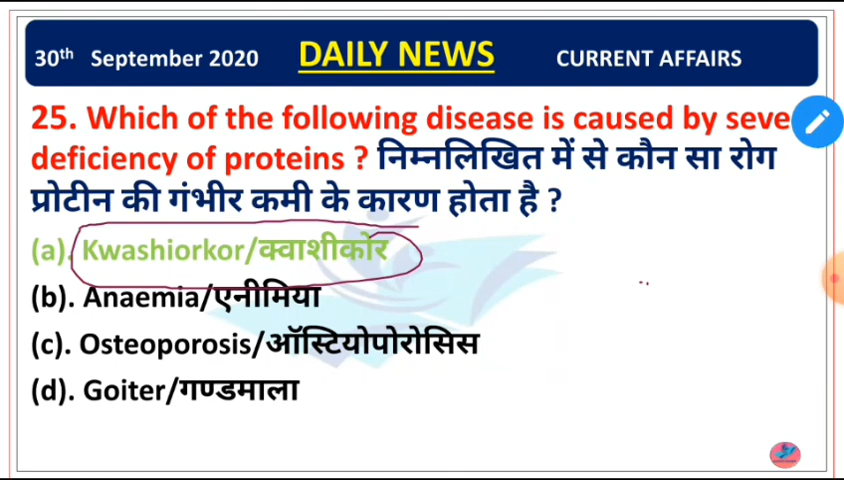 30th September 2020 DAILY NEWS CURRENT AFFAIRS
25. Which of the following disease is caused by seve
deficiency of proteins ? निम्नलिखित में से कौन सा रोग
प्रोटीन की गंभीर कमी के कारण होता है ?
(a). Kwashiorkor/क्वाशीकोर
(b). Anaemia/एनीमिया
(c). Osteoporosis/ऑस्टियोपोरोसिस
(d). Goiter/गण्डमाला